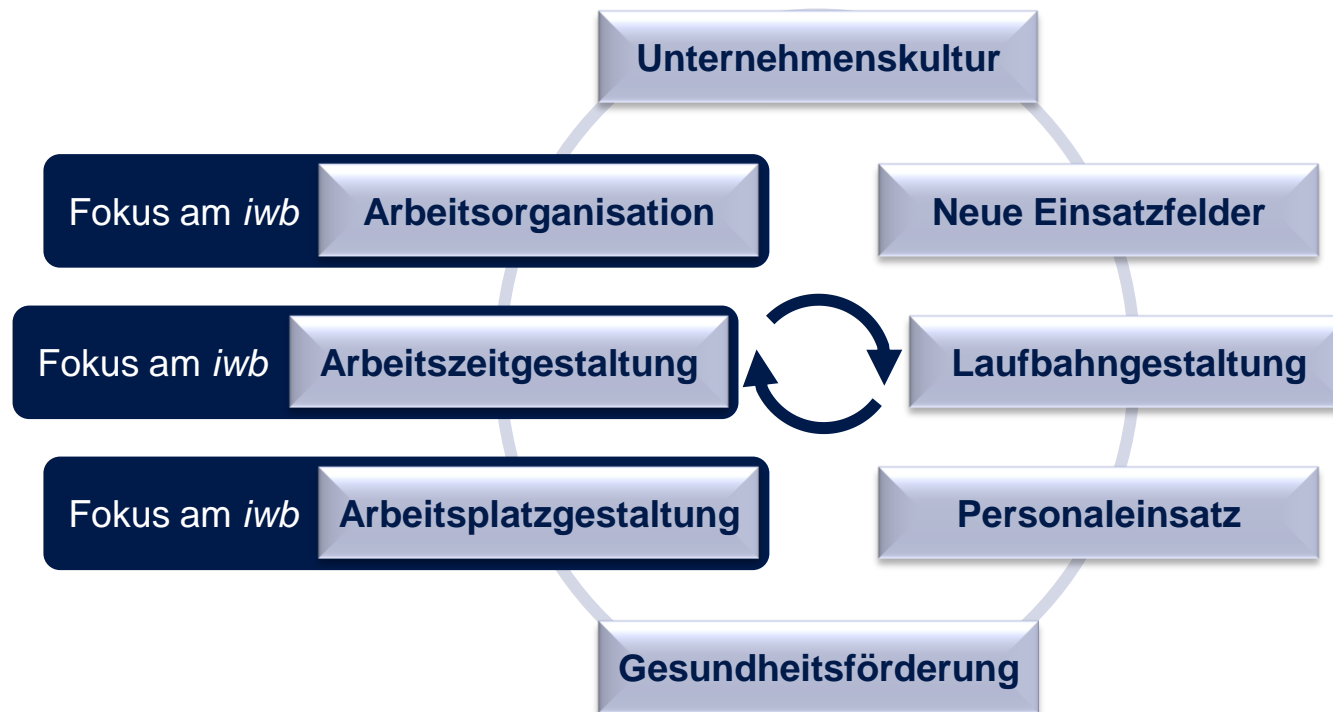 Unternehmenskultur
Fokus am iwb Arbeitsorganisation
Neue Einsatzfelder
Fokus am iwb Arbeitszeitgestaltung
Laufbahngestaltung
Fokus am iwb Arbeitsplatzgestaltung
Personaleinsatz
Gesundheitsförderung